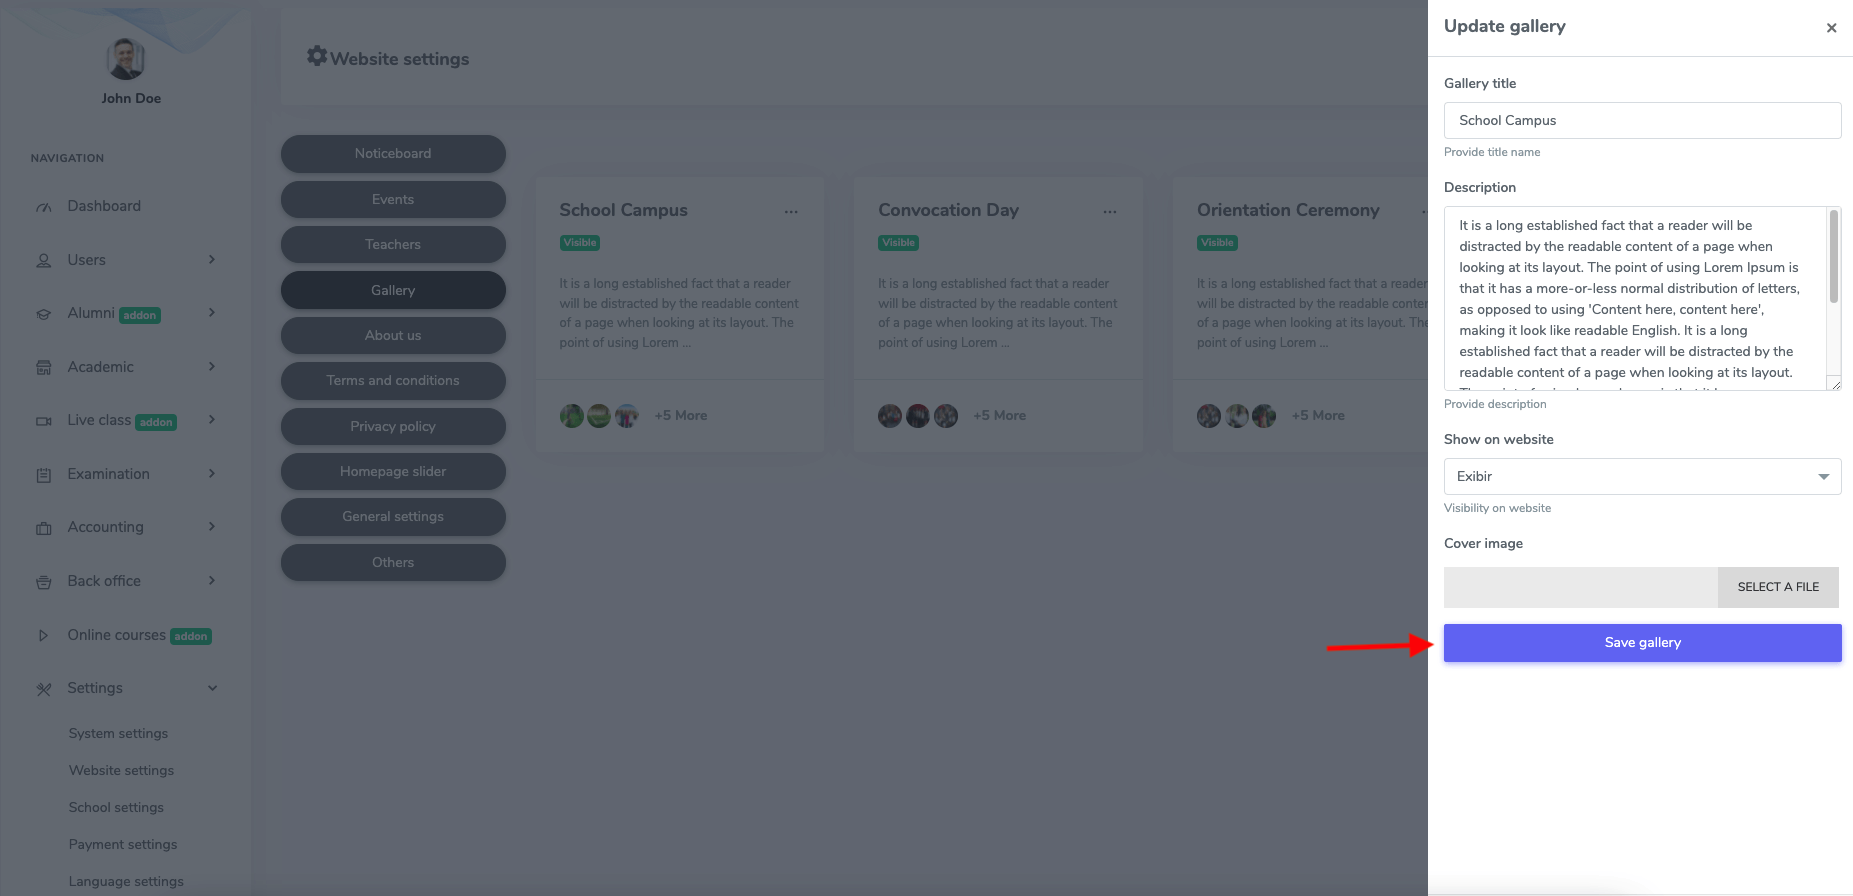 John Doe
NAVIGATION
Dashboard
Users
Alumni addon
Academic
Live class addon
Examination
Accounting
Back office
Online courses addon
Settings
System settings
Website settings
School settings
Payment settings
Language settings
Website settings
Noticeboard
Events
Teachers
Gallery
About us
Terms and conditions
Privacy policy
Homepage slider
General settings
Others
School Campus
Visible
It is a long established fact that a reader
will be distracted by the readable content
of a page when looking at its layout. The
point of using Lorem ...
+5 More
Convocation Day
Visible
It is a long established fact that a reader
will be distracted by the readable content
of a page when looking at its layout. The
point of using Lorem ...
+5 More
Orientation Ceremony
Visible
It is a long established fact that a reader
will be distracted by the readable
of a page when looking at its layout.
point of using Lorem ...
+5 More
Update gallery
Gallery title
School Campus
Provide title name
Description
It is a long established fact that a reader will be
distracted by the readable content of a page when
looking at its layout. The point of using Lorem Ipsum is
that it has a more-or-less normal distribution of letters,
as opposed to using 'Content here, content here',
making it look like readable English. It is a long
established fact that a reader will be distracted by the
readable content of a page when looking at its layout.
Provide description
Show on website
Exibir
Visibility on website
Cover image
SELECT A FILE
Save gallery